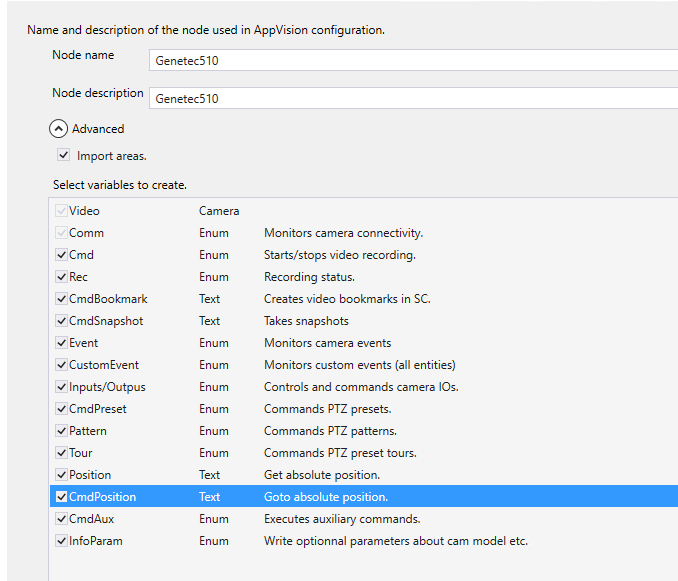 Name and description of the node used in AppVision configuration.
Node name Genetec510
Node description Genetec510
Advanced
Import areas.
Select variables to create.
Video Camera
Comm Enum Monitors camera connectivity.
Cmd Enum Starts/stops video recording.
Rec Enum Recording status.
CmdBookmark Text Creates video bookmarks in SC.
CmdSnapshot Text Takes snapshots
Event Enum Monitors camera events
CustomEvent Enum Monitors custom events (all entities)
Inputs/Outpus Enum Controls and commands camera IOs.
CmdPreset Enum Commands PTZ presets.
Pattern Enum Commands PTZ patterns.
Tour Enum Commands PTZ preset tours.
Position Text Get absolute position.
CmdPosition Text Goto absolute position.
CmdAux Enum Executes auxiliary commands.
InfoParam Enum Write optionnal parameters about cam model etc.